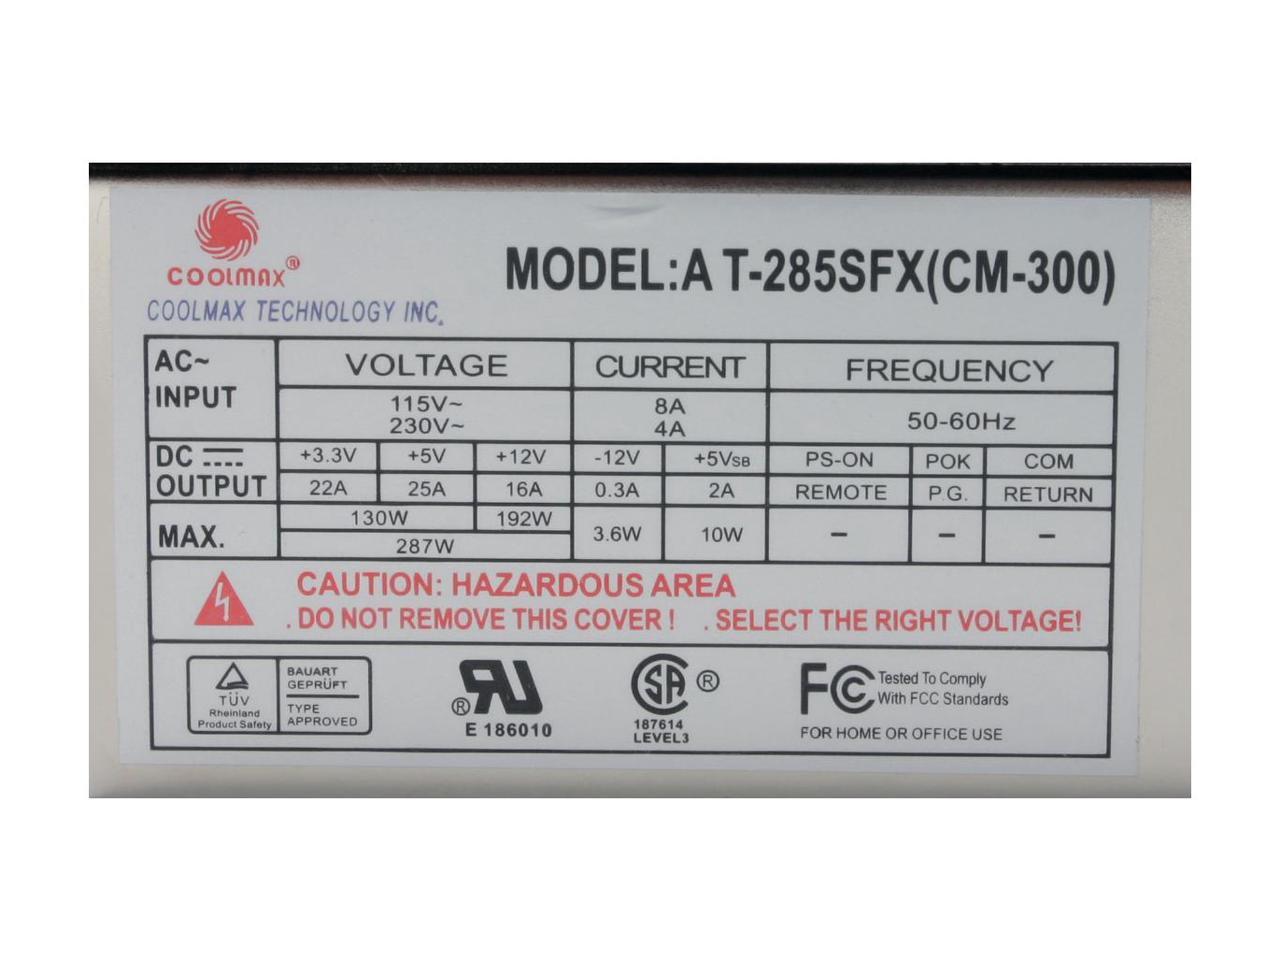 COOLMAX®
COOLMAX TECHNOLOGY INC.
MODEL:A T-285SFX(CM-300)
AC~ INPUT VOLTAGE CURRENT FREQUENCY
115V~ 8A 50-60Hz
230V~ 4A
DC OUTPUT +3.3V +5V +12V -12V +5VSB PS-ON POK COM
22A 25A 16A 0.3A 2A REMOTE P.G. RETURN
MAX. 130W 192W 3.6W 10W – – –
287W
CAUTION: HAZARDOUS AREA
. DO NOT REMOVE THIS COVER ! . SELECT THE RIGHT VOLTAGE!
TÜV
Rheinland
Product Safety
BAUART
GEPRÜFT
TYPE
APPROVED
® RU
E 186010
SA ®
187614
LEVEL3
FCC Tested To Comply
With FCC Standards
FOR HOME OR OFFICE USE